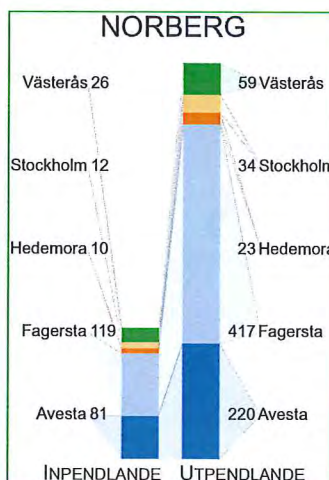 NORBERG
Västerås 26 59 Västerås
Stockholm 12 34 Stockholm
Hedemora 10 23 Hedemora
Fagersta 119 417 Fagersta
Avesta 81 220 Avesta
INPENDLANDE UTPENDLANDE